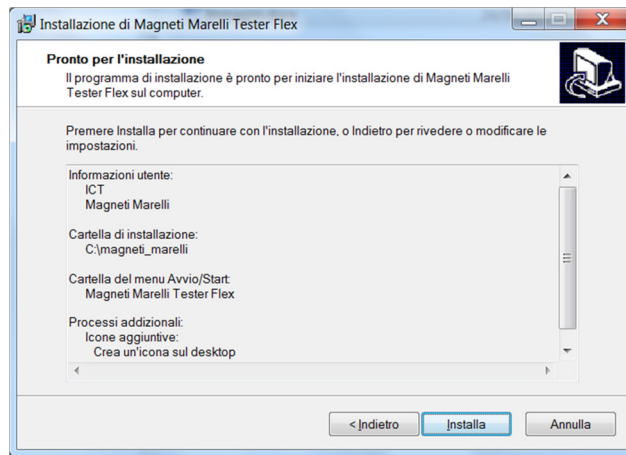 Installazione di Magneti Marelli Tester Flex
Pronto per l'installazione
Il programma di installazione è pronto per iniziare l'installazione di Magneti Marelli
Tester Flex sul computer.
Premere Installa per continuare con l'installazione, o Indietro per rivedere o modificare le
impostazioni.
Informazioni utente:
ICT
Magneti Marelli
Cartella di installazione:
C:\magneti_marelli
Cartella del menu Avvio/Start:
Magneti Marelli Tester Flex
Processi addizionali:
Icone aggiuntive:
Crea un'icona sul desktop
< Indietro
Installa
Annulla